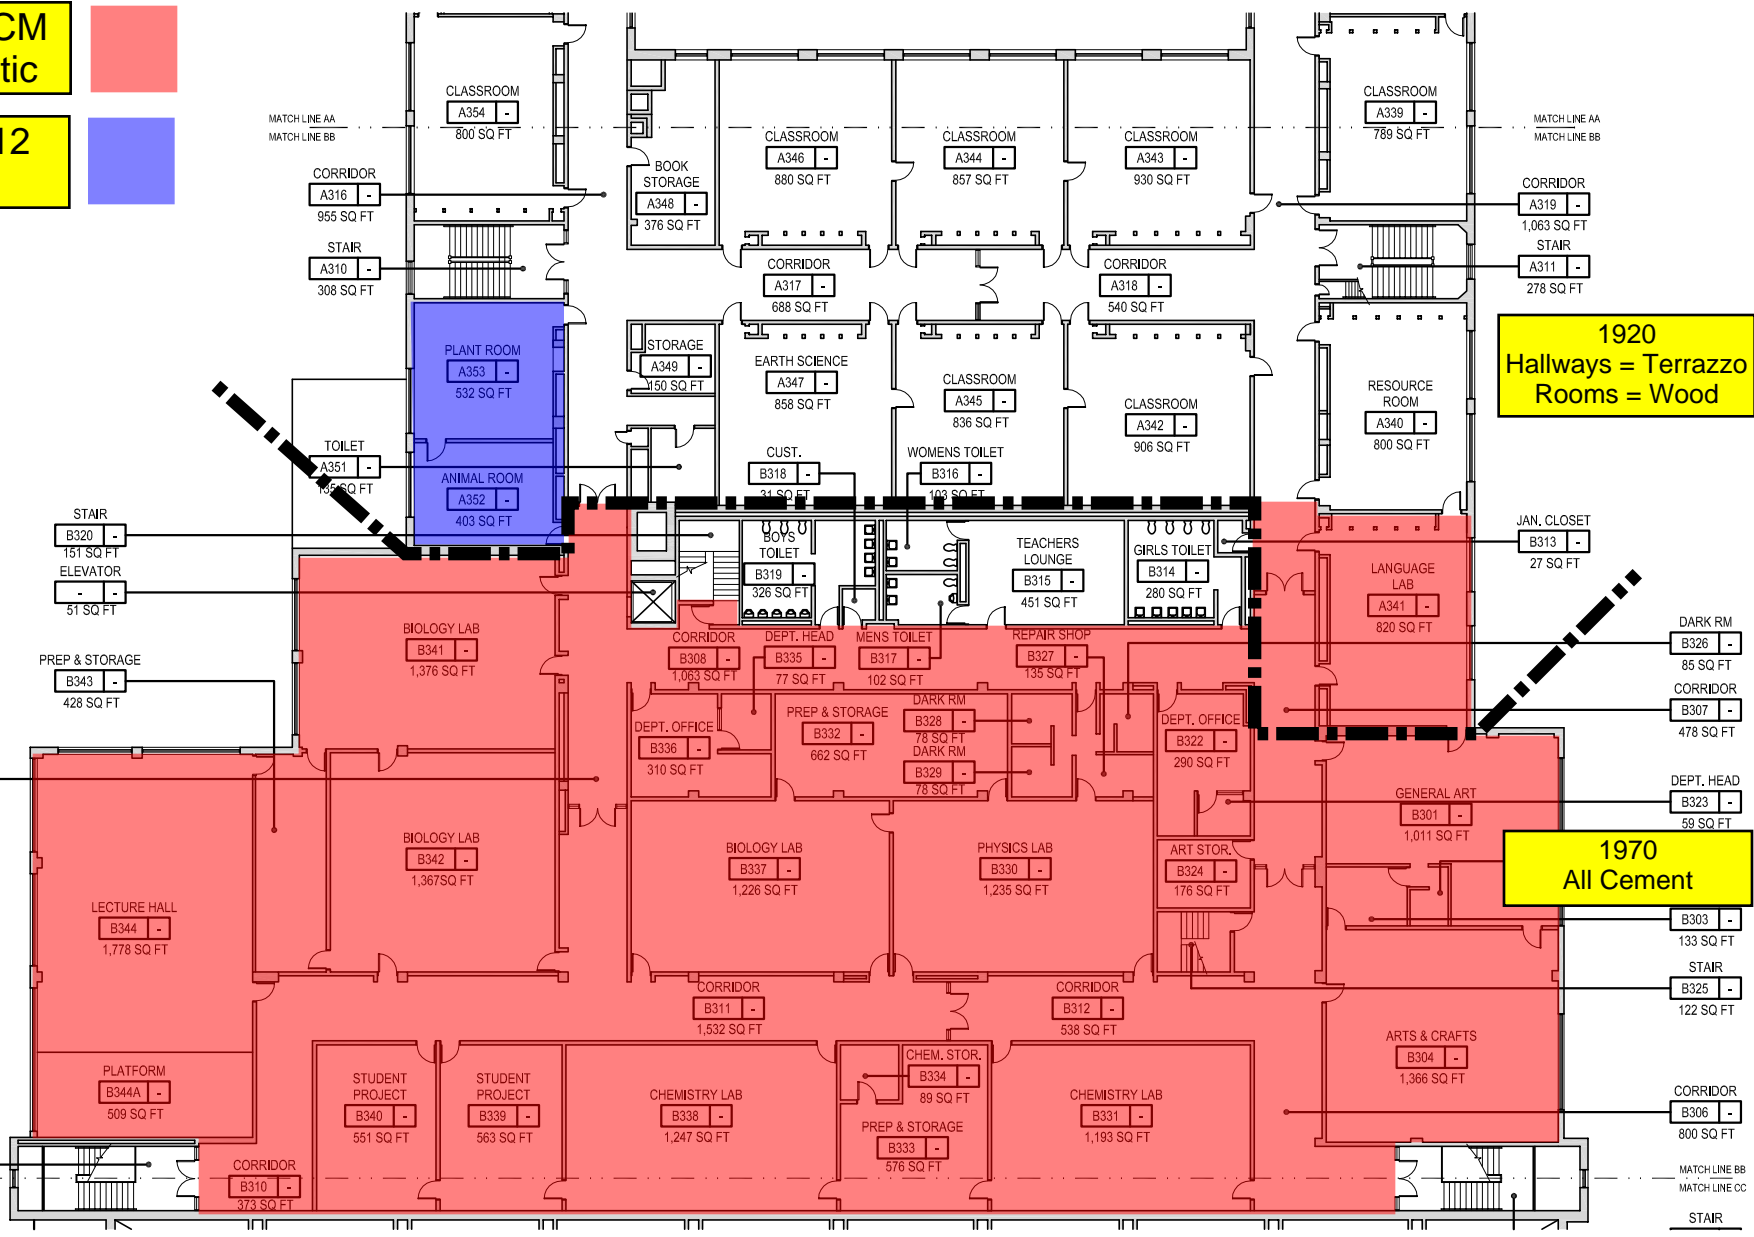 CM
tic
12
CLASSROOM
A354 -
800 SQ FT
MATCH LINE AA
MATCH LINE BB
CORRIDOR
A316 -
955 SQ FT
STAIR
A310 -
308 SQ FT
BOOK
STORAGE
A348 -
376 SQ FT
CLASSROOM
A346 -
880 SQ FT
CLASSROOM
A344 -
857 SQ FT
CLASSROOM
A343 -
930 SQ FT
CLASSROOM
A339 -
789 SQ FT
MATCH LINE AA
MATCH LINE BB
CORRIDOR
A319 -
1,063 SQ FT
STAIR
A311 -
278 SQ FT
CORRIDOR
A317 -
688 SQ FT
CORRIDOR
A318 -
540 SQ FT
1920
Hallways = Terrazzo
Rooms = Wood
PLANT ROOM
A353 -
532 SQ FT
STORAGE
A349 -
150 SQ FT
EARTH SCIENCE
A347 -
858 SQ FT
CLASSROOM
A345 -
836 SQ FT
CLASSROOM
A342 -
906 SQ FT
RESOURCE
ROOM
A340 -
800 SQ FT
TOILET
A351 -
135 SQ FT
ANIMAL ROOM
A352 -
403 SQ FT
CUST.
B318 -
31 SQ FT
WOMENS TOILET
B316 -
103 SQ FT
STAIR
B320 -
151 SQ FT
ELEVATOR
- -
51 SQ FT
BOYS
TOILET
B319 -
326 SQ FT
TEACHERS
LOUNGE
B315 -
451 SQ FT
GIRLS TOILET
B314 -
280 SQ FT
JAN. CLOSET
B313 -
27 SQ FT
LANGUAGE
LAB
A341 -
820 SQ FT
BIOLOGY LAB
B341 -
1,376 SQ FT
PREP & STORAGE
B343 -
428 SQ FT
CORRIDOR
B308 -
1,063 SQ FT
DEPT. HEAD
B335 -
77 SQ FT
MENS TOILET
B317 -
102 SQ FT
REPAIR SHOP
B327 -
135 SQ FT
DARK RM
B326 -
85 SQ FT
CORRIDOR
B307 -
478 SQ FT
DEPT. OFFICE
B336 -
310 SQ FT
PREP & STORAGE
B332 -
662 SQ FT
DARK RM
B328 -
78 SQ FT
DARK RM
B329 -
78 SQ FT
DEPT. OFFICE
B322 -
290 SQ FT
GENERAL ART
B301 -
1,011 SQ FT
DEPT. HEAD
B323 -
59 SQ FT
BIOLOGY LAB
B342 -
1,367SQ FT
BIOLOGY LAB
B337 -
1,226 SQ FT
PHYSICS LAB
B330 -
1,235 SQ FT
ART STOR.
B324 -
176 SQ FT
1970
All Cement
B303 -
133 SQ FT
LECTURE HALL
B344 -
1,778 SQ FT
STAIR
B325 -
122 SQ FT
CORRIDOR
B311 -
1,532 SQ FT
CORRIDOR
B312 -
538 SQ FT
ARTS & CRAFTS
B304 -
1,366 SQ FT
PLATFORM
B344A -
509 SQ FT
STUDENT
PROJECT
B340 -
551 SQ FT
STUDENT
PROJECT
B339 -
563 SQ FT
CHEMISTRY LAB
B338 -
1,247 SQ FT
CHEM. STOR.
B334 -
89 SQ FT
PREP & STORAGE
B333 -
576 SQ FT
CHEMISTRY LAB
B331 -
1,193 SQ FT
CORRIDOR
B306 -
800 SQ FT
CORRIDOR
B310 -
373 SQ FT
MATCH LINE BB
MATCH LINE CC
STAIR